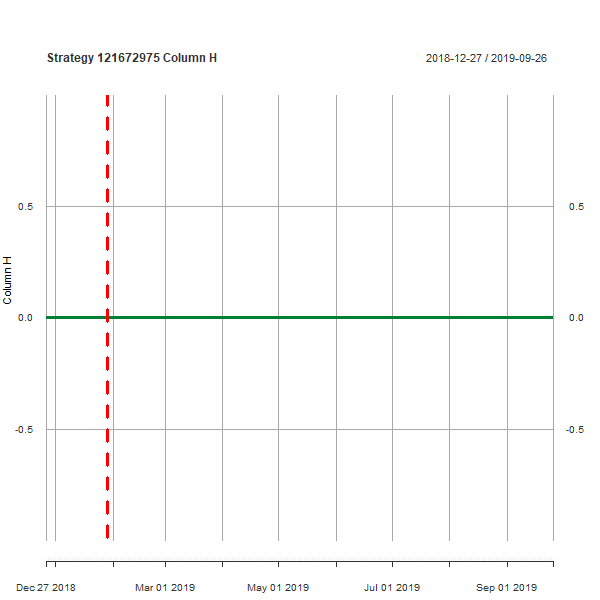 Strategy 121672975 Column H
2018-12-27 / 2019-09-26
0.5
0.5
Column H
0.0
0.0
-0.5
-0.5
Dec 27 2018
Mar 01 2019
May 01 2019
Jul 01 2019
Sep 01 2019